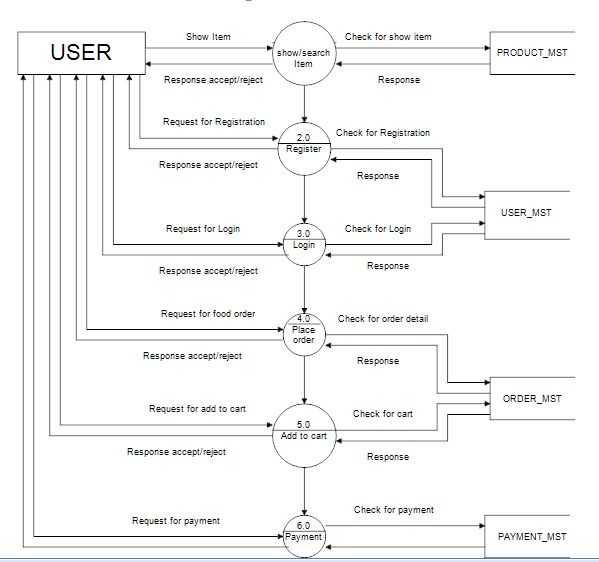 Show Item
Check for show item
USER
show/search
Item
PRODUCT_MST
Response accept/reject
Response
Request for Registration
Check for Registration
2.0
Register
Response accept/reject
Response
USER_MST
Request for Login
Check for Login
3.0
Login
Response accept/reject
Response
Request for food order
Check for order detail
4.0
Place
order
Response accept/reject
Response
ORDER_MST
Request for add to cart
Check for cart
5.0
Add to cart
Response accept/reject
Response
Request for payment
Check for payment
6.0
Payment
PAYMENT_MST